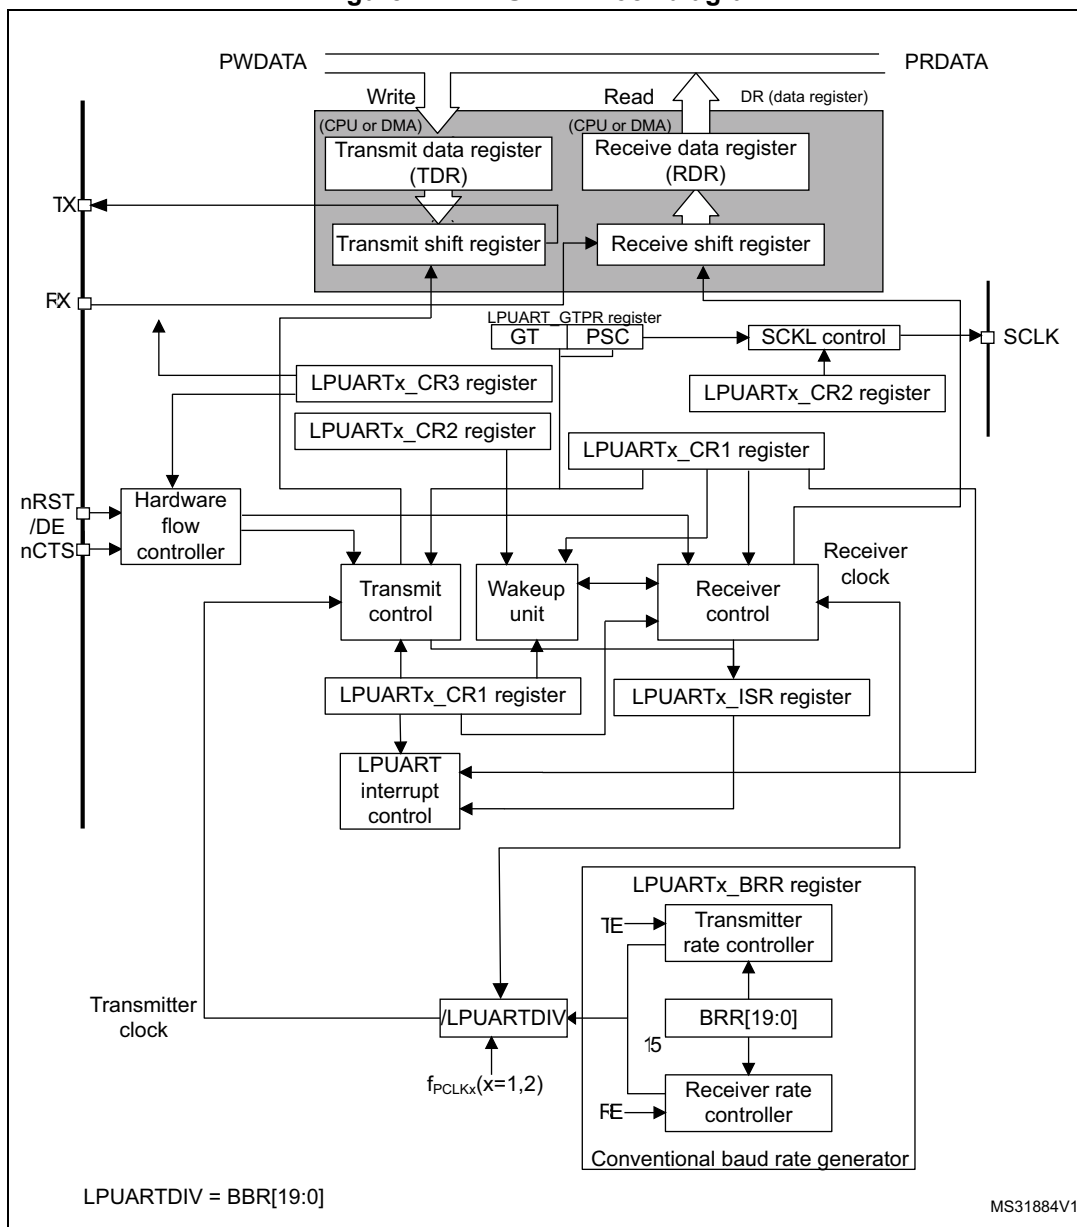 PWDATA
PRDATA
Write
Read
DR (data register)
(CPU or DMA)
(CPU or DMA)
Transmit data register
(TDR)
Receive data register
(RDR)
TX
Transmit shift register
Receive shift register
RX
LPUART_GTPR register
GT
PSC
SCKL control
SCLK
LPUARTx_CR3 register
LPUARTx_CR2 register
LPUARTx_CR2 register
LPUARTx_CR1 register
nRST
/DE
nCTS
Hardware
flow
controller
Receiver
clock
Transmit
control
Wakeup
unit
Receiver
control
LPUARTx_CR1 register
LPUARTx_ISR register
LPUART
interrupt
control
LPUARTx_BRR register
TE
Transmitter
rate controller
Transmitter
clock
/LPUARTDIV
BRR[19:0]
15
fPCLKx(x=1,2)
RE
Receiver rate
controller
Conventional baud rate generator
LPUARTDIV = BBR[19:0]
MS31884V1